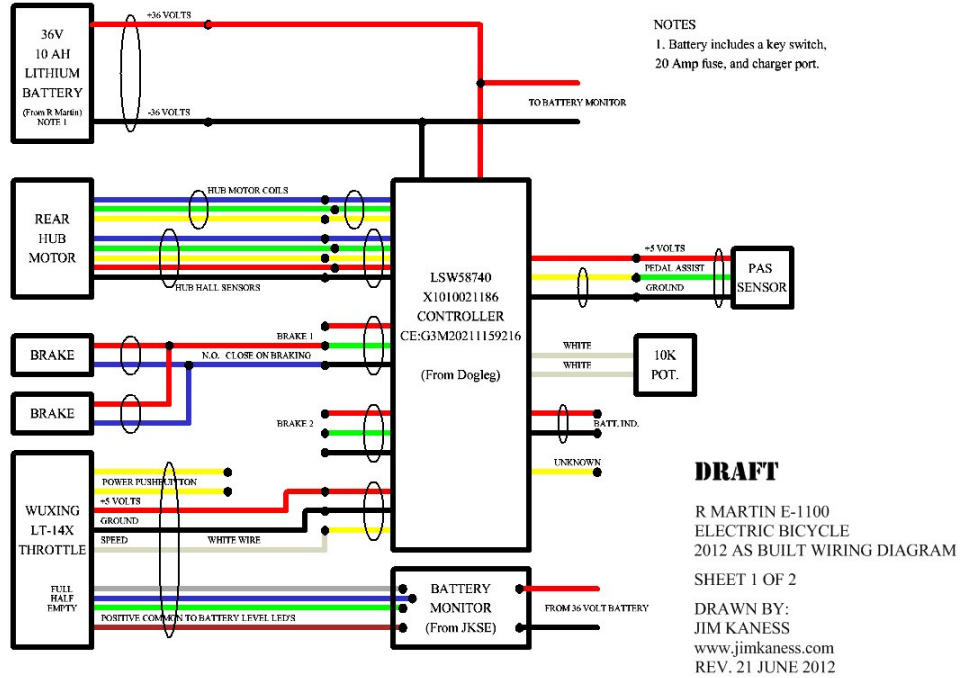 +36 VOLTS
36V
10 AH
LITHIUM
BATTERY
(From R Martin)
NOTE 1
-36 VOLTS
TO BATTERY MONITOR
NOTES
1. Battery includes a key switch,
20 Amp fuse, and charger port.
HUB MOTOR COILS
REAR
HUB
MOTOR
HUB HALL SENSORS
LSW58740
X1010021186
CONTROLLER
CE:G3M20211159216
(From Dogleg)
+5 VOLTS
PEDAL ASSIST
GROUND
PAS
SENSOR
BRAKE 1
BRAKE
N.O. CLOSE ON BRAKING
BRAKE
BRAKE 2
WHITE
WHITE
10K
POT.
BATT. IND.
UNKNOWN
POWER PUSHBUTTON
+5 VOLTS
GROUND
SPEED
WHITE WIRE
WUXING
LT-14X
THROTTLE
FULL
HALF
EMPTY
POSITIVE COMMON TO BATTERY LEVEL LED'S
BATTERY
MONITOR
(From JKSE)
FROM 36 VOLT BATTERY
DRAFT
R MARTIN E-1100
ELECTRIC BICYCLE
2012 AS BUILT WIRING DIAGRAM
SHEET 1 OF 2
DRAWN BY:
JIM KANESS
www.jimkaness.com
REV. 21 JUNE 2012